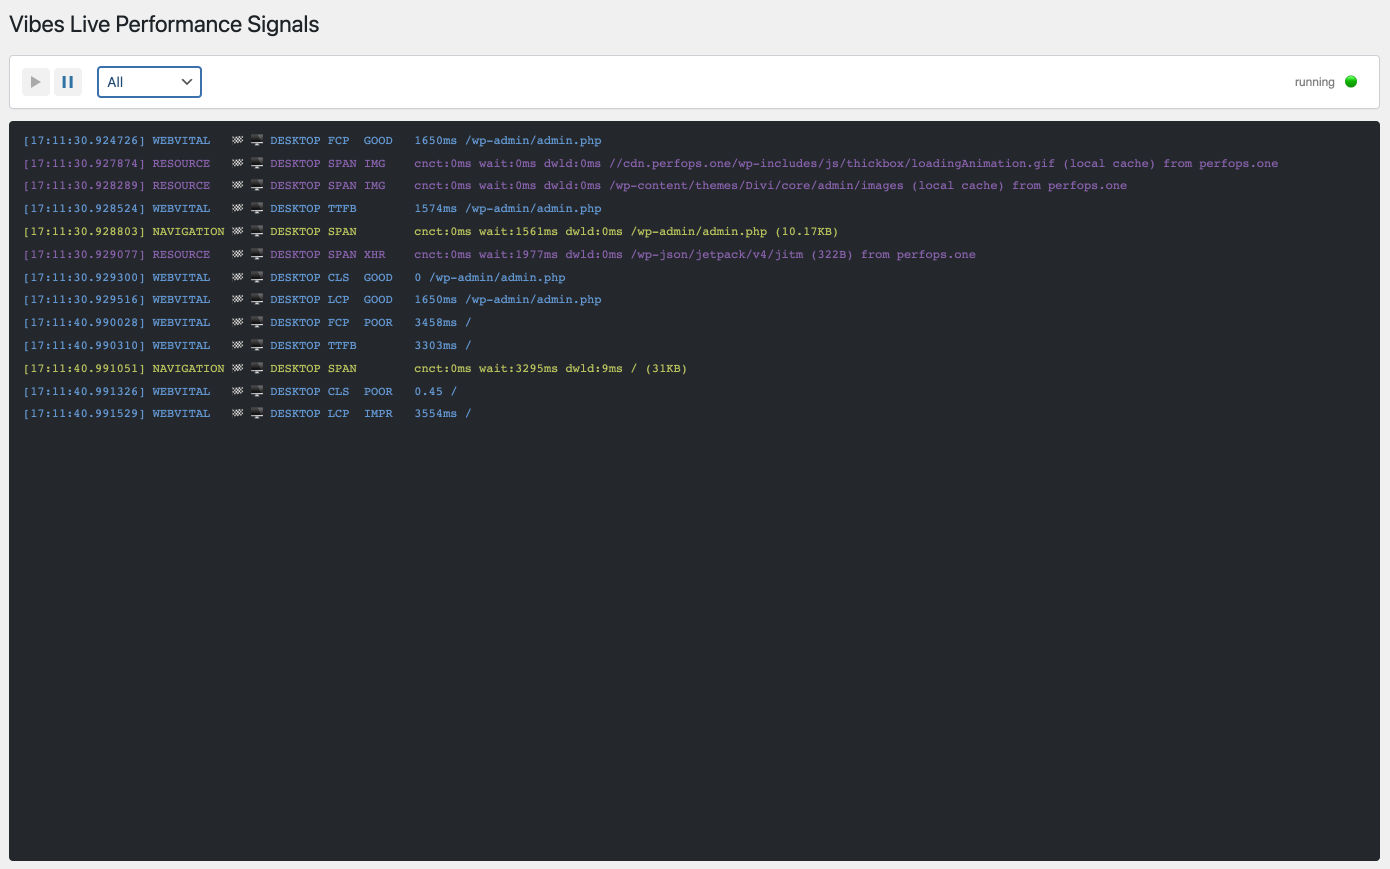 Vibes Live Performance Signals
All
running
[17:11:30.924726] WEBVITAL DESKTOP FCP GOOD 1650ms /wp-admin/admin.php
[17:11:30.927874] RESOURCE DESKTOP SPAN IMG cnct:0ms wait:0ms dwld:0ms //cdn.perfops.one/wp-includes/js/thickbox/loadingAnimation.gif (local cache) from perfops.one
[17:11:30.928289] RESOURCE DESKTOP SPAN IMG cnct:0ms wait:0ms dwld:0ms /wp-content/themes/Divi/core/admin/images (local cache) from perfops.one
[17:11:30.928524] WEBVITAL DESKTOP TTFB 1574ms /wp-admin/admin.php
[17:11:30.928803] NAVIGATION DESKTOP SPAN cnct:0ms wait:1561ms dwld:0ms /wp-admin/admin.php (10.17KB)
[17:11:30.929077] RESOURCE DESKTOP SPAN XHR cnct:0ms wait:1977ms dwld:0ms /wp-json/jetpack/v4/jitm (322B) from perfops.one
[17:11:30.929300] WEBVITAL DESKTOP CLS GOOD 0 /wp-admin/admin.php
[17:11:30.929516] WEBVITAL DESKTOP LCP GOOD 1650ms /wp-admin/admin.php
[17:11:40.990028] WEBVITAL DESKTOP FCP POOR 3458ms /
[17:11:40.990310] WEBVITAL DESKTOP TTFB 3303ms /
[17:11:40.991051] NAVIGATION DESKTOP SPAN cnct:0ms wait:3295ms dwld:9ms / (31KB)
[17:11:40.991326] WEBVITAL DESKTOP CLS POOR 0.45 /
[17:11:40.991529] WEBVITAL DESKTOP LCP IMPR 3554ms /